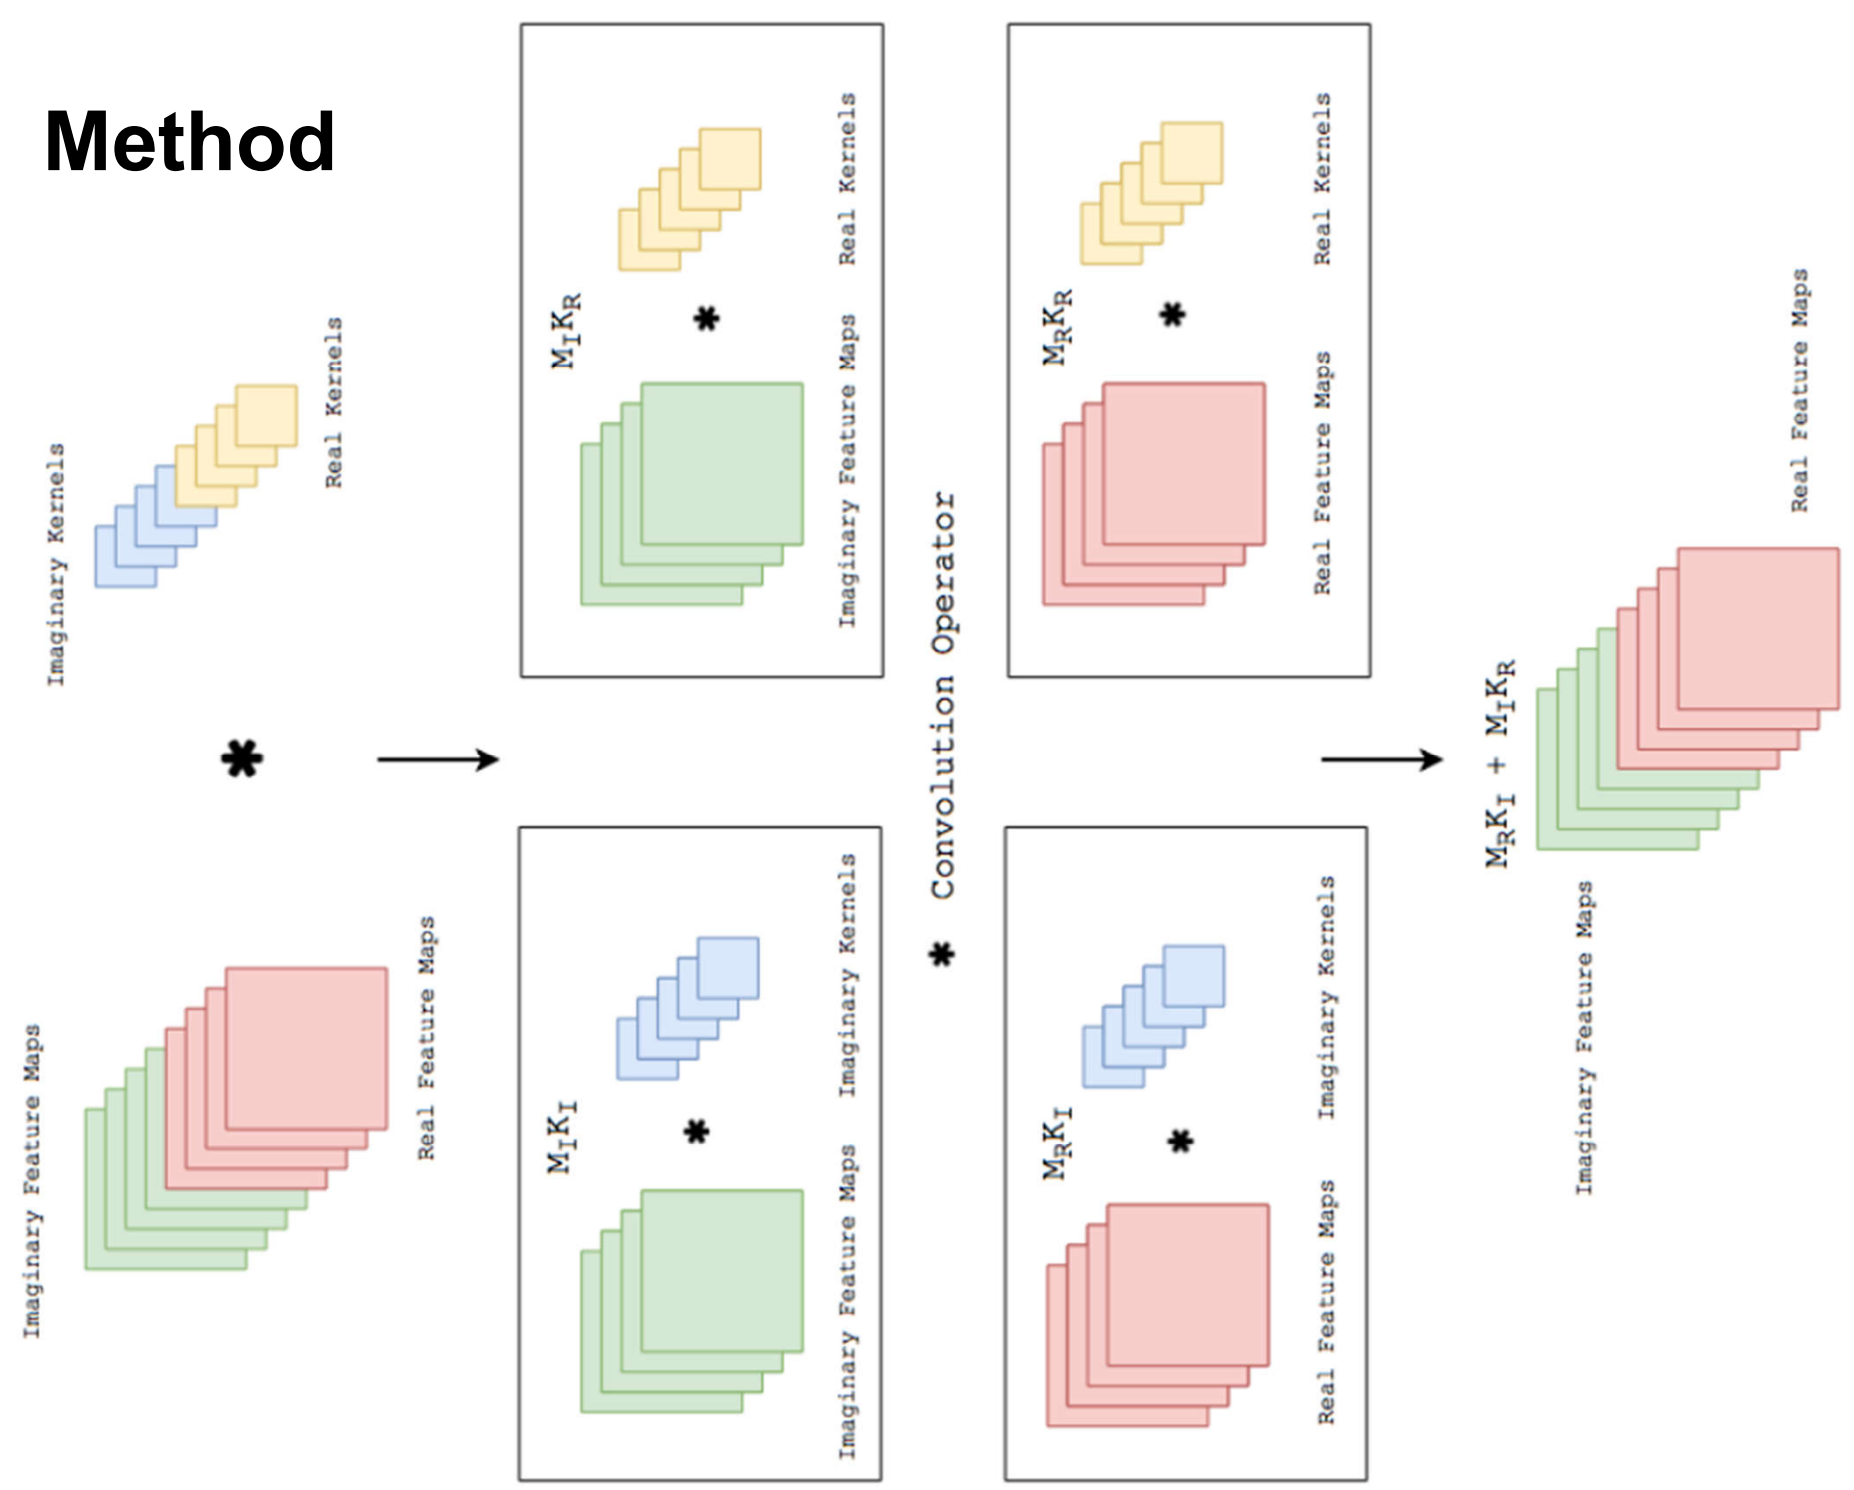 Method
Imaginary Kernels
Real Kernels
*
Imaginary Feature Maps
Real Feature Maps
MIKR
*
Imaginary Feature Maps
Real Kernels
MIKI
*
Imaginary Feature Maps
Imaginary Kernels
* Convolution Operator
MRKR
*
Real Feature Maps
Real Kernels
MRKI
*
Real Feature Maps
Imaginary Kernels
MRKI + MIKR
Imaginary Feature Maps
Real Feature Maps